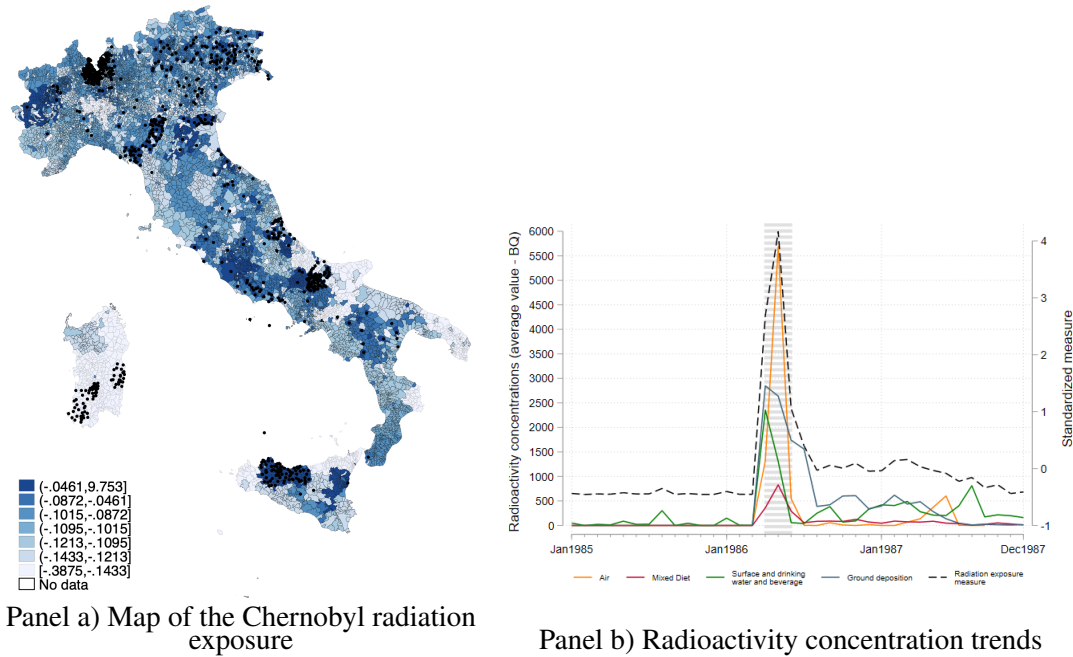 (-.0461,9.753]
(-.0872,-.0461]
(-.1015,-.0872]
(-.1095,-.1015]
(-.1213,-.1095]
(-.1433,-.1213]
[-.3875,-.1433]
No data
Panel a) Map of the Chernobyl radiation
exposure
Radioactivity concentrations (average value - BQ)
6000
5500
5000
4500
4000
3500
3000
2500
2000
1500
1000
500
0
4
3
2
1
0
-1
Standardized measure
Jan1985
Jan1986
Jan1987
Dec1987
Air
Mixed Diet
Surface and drinking
water and beverage
Ground deposition
Radiation exposure
measure
Panel b) Radioactivity concentration trends